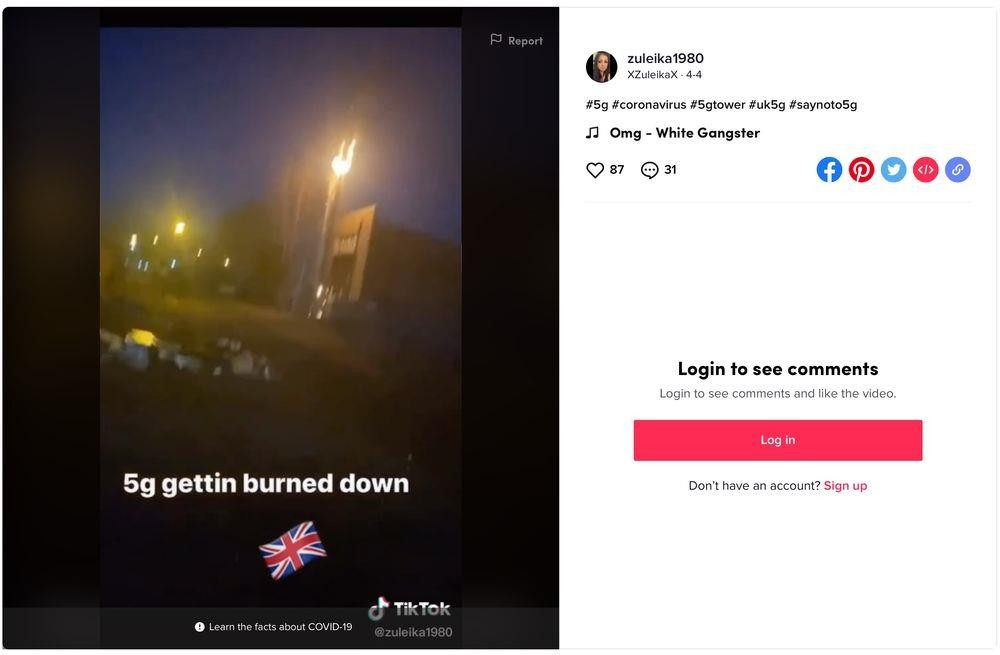 Report
5g gettin burned down
Learn the facts about COVID-19
TikTok
@zuleika1980
zuleika1980
XZuleikaX · 4-4
#5g #coronavirus #5gtower #uk5g #saynoto5g
Omg - White Gangster
87 31
Login to see comments
Login to see comments and like the video.
Log in
Don't have an account? Sign up